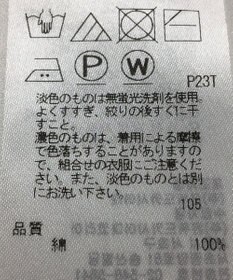 P W
P23T
淡色のものは無蛍光洗剤を使用
よくすすぎ、絞りの後すぐに干
すこと。
濃色のものは、着用による摩擦
で色落ちすることがありますの
で、組合せの衣服にご注意くだ
さい。また、淡色のものとは別
にお洗い下さい。
105
品質
綿 100%